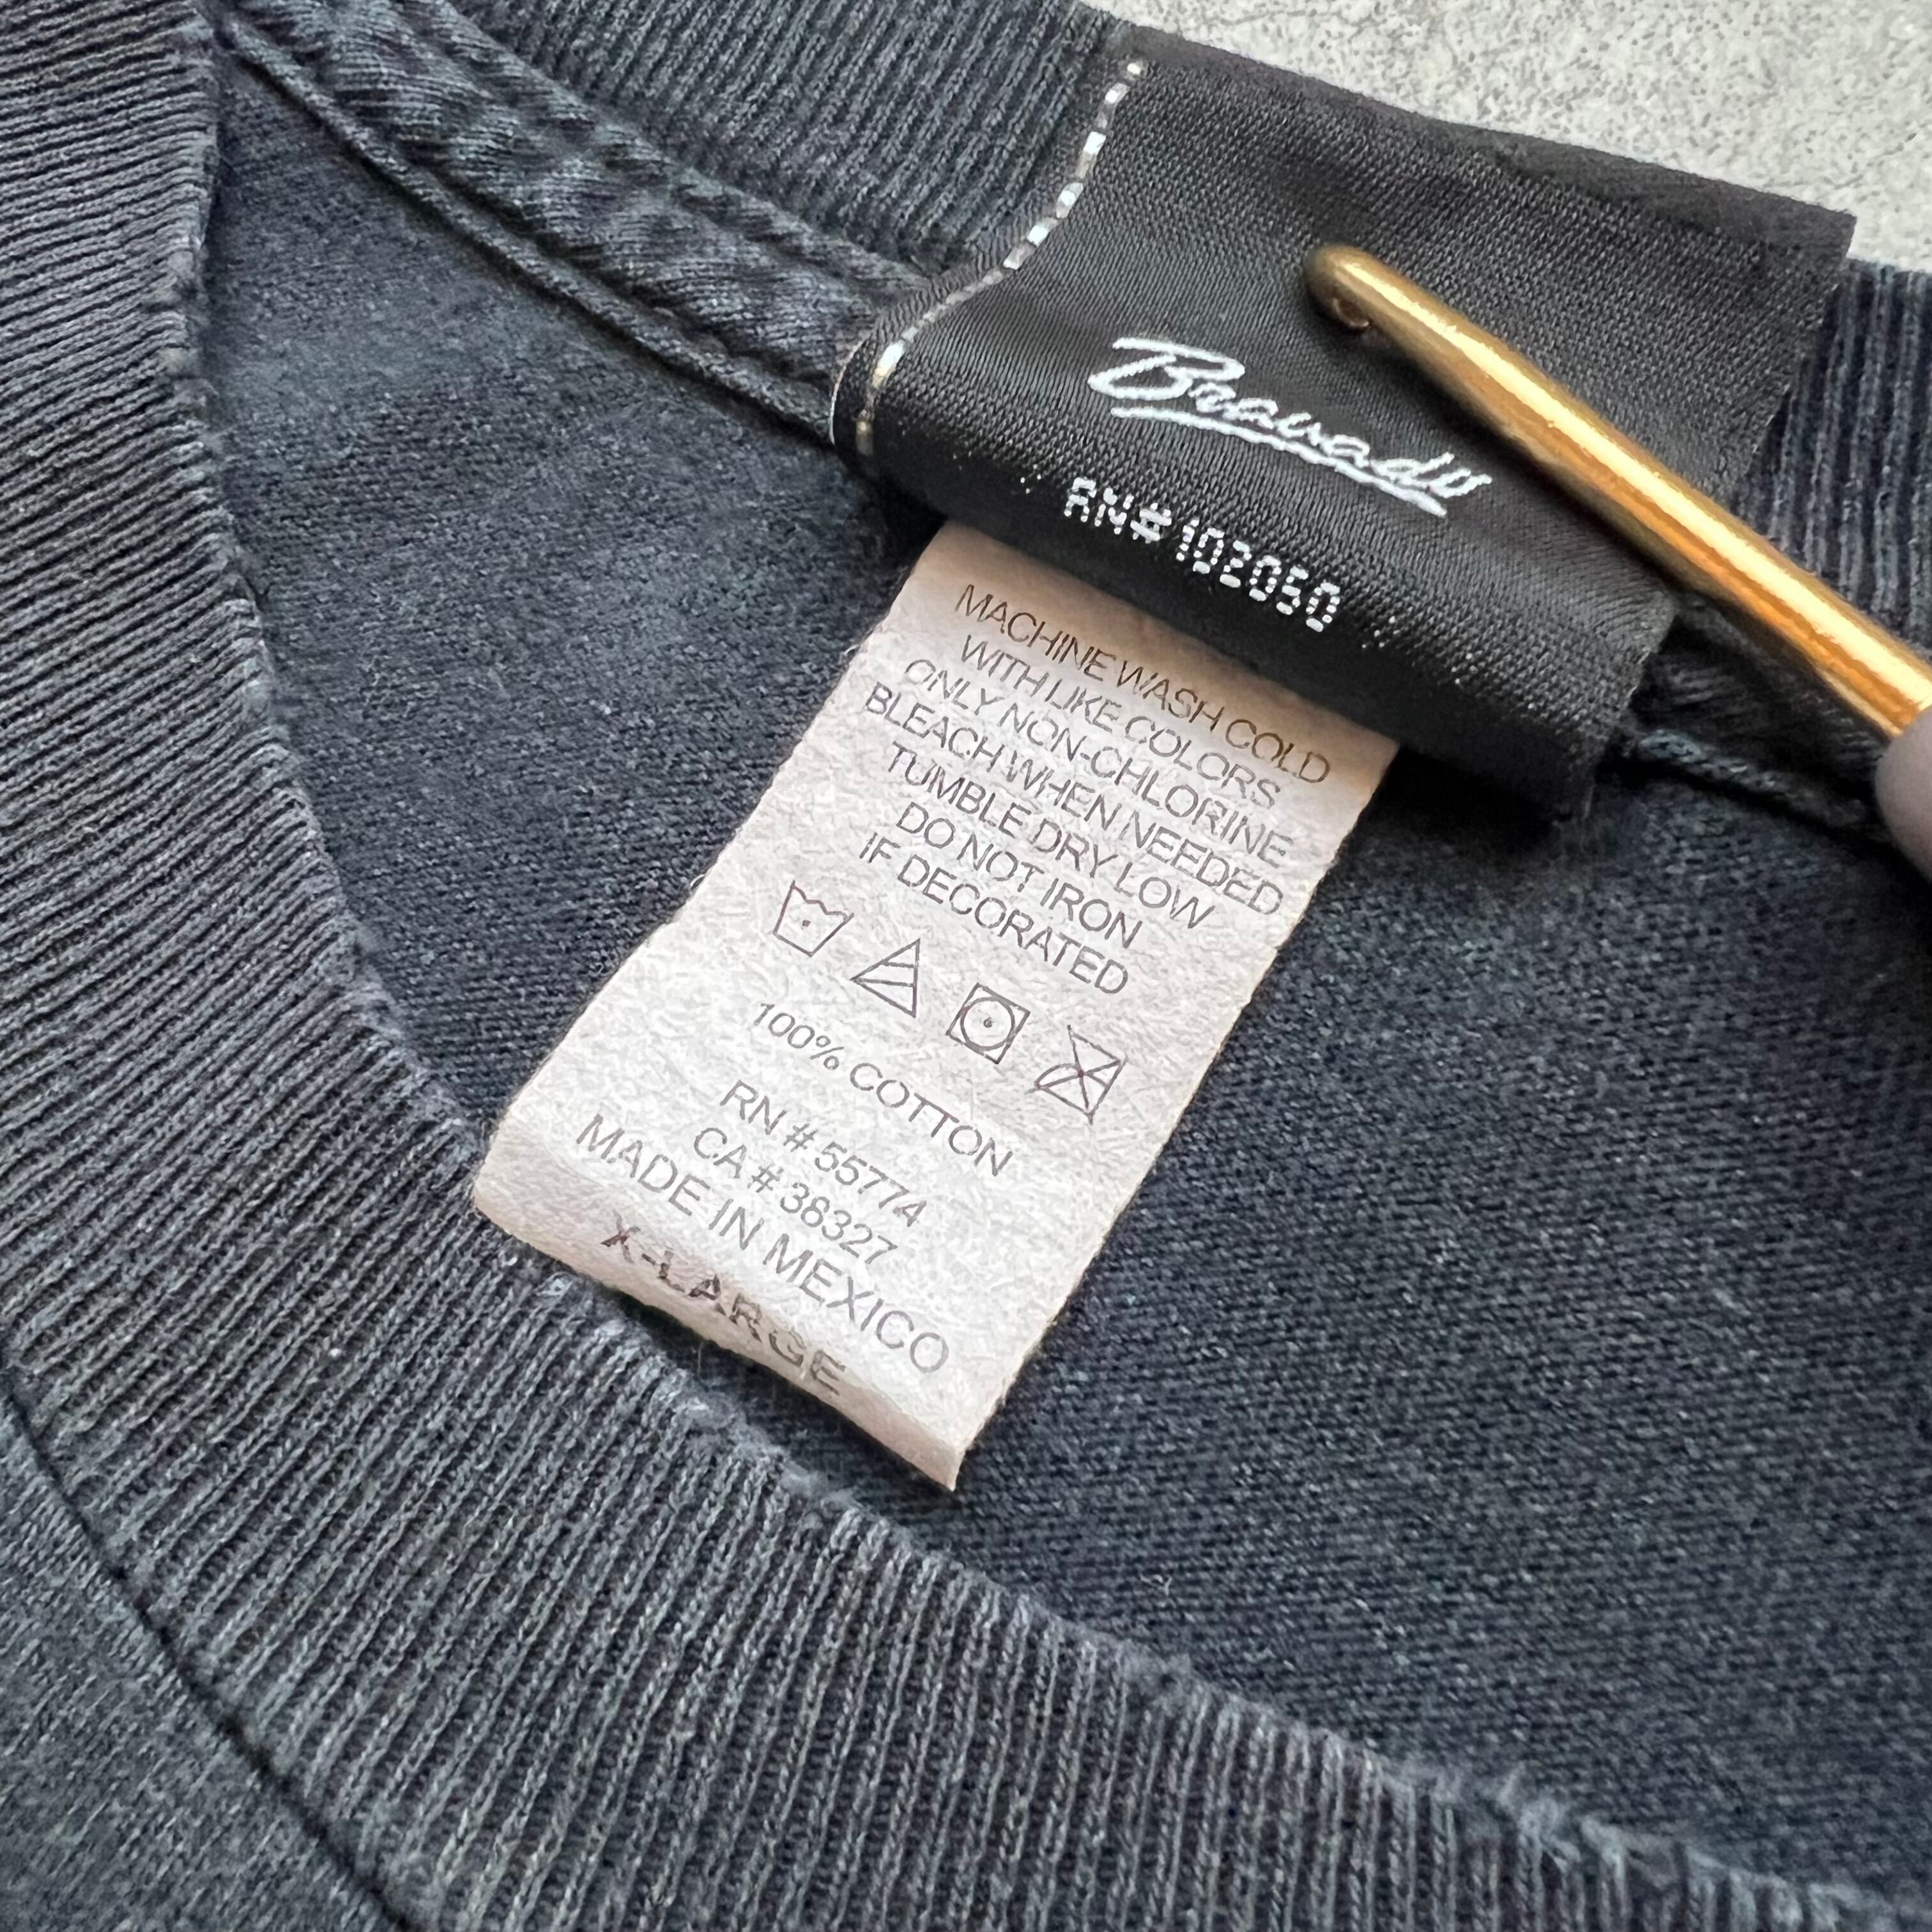 Bravado
RN#102050
MACHINE WASH COLD
WITH LIKE COLORS
ONLY NON-CHLORINE
BLEACH WHEN NEEDED
TUMBLE DRY LOW
DO NOT IRON
IF DECORATED
100% COTTON
RN # 55774
CA # 38327
MADE IN MEXICO
X-LARGE